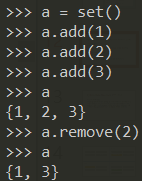 >>> a = set()
>>> a.add(1)
>>> a.add(2)
>>> a.add(3)
>>> a
{1, 2, 3}
>>> a.remove(2)
>>> a
{1, 3}